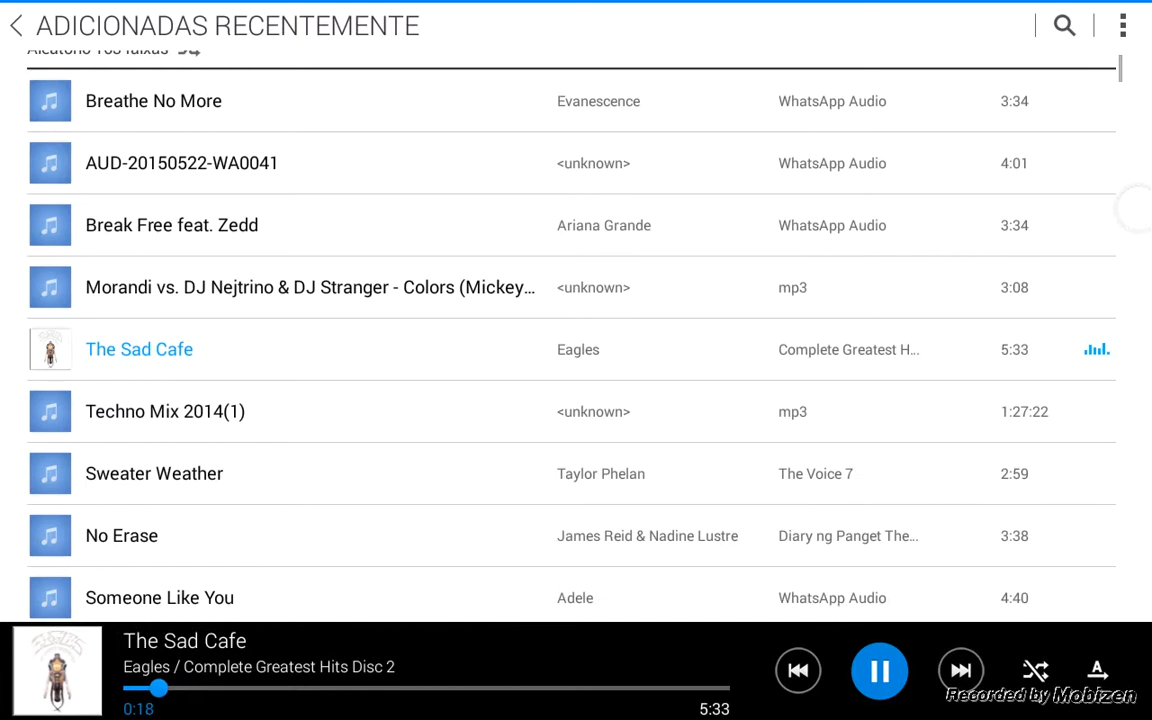 ADICIONADAS RECENTEMENTE
Aleatório 103 faixas
Breathe No More Evanescence WhatsApp Audio 3:34
AUD-20150522-WA0041 <unknown> WhatsApp Audio 4:01
Break Free feat. Zedd Ariana Grande WhatsApp Audio 3:34
Morandi vs. DJ Nejtrino & DJ Stranger - Colors (Mickey... <unknown> mp3 3:08
The Sad Cafe Eagles Complete Greatest H... 5:33
Techno Mix 2014(1) <unknown> mp3 1:27:22
Sweater Weather Taylor Phelan The Voice 7 2:59
No Erase James Reid & Nadine Lustre Diary ng Panget The... 3:38
Someone Like You Adele WhatsApp Audio 4:40
The Sad Cafe
Eagles / Complete Greatest Hits Disc 2
0:18 5:33
A
Recorded by Mobizen